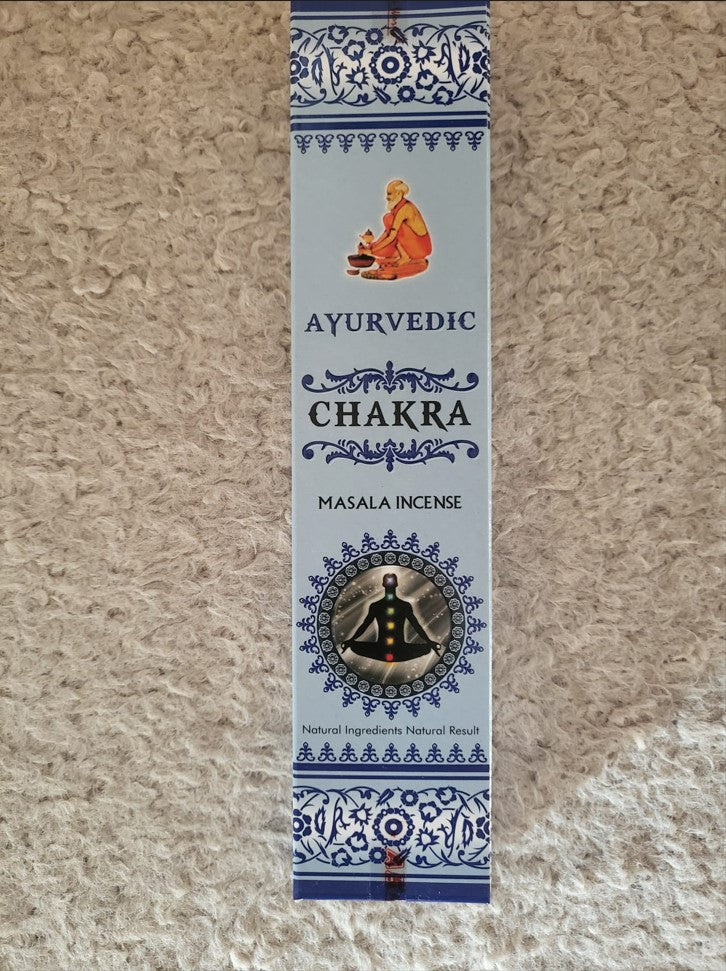 AYURVEDIC
CHAKRA
MASALA INCENSE
Natural Ingredients Natural Result